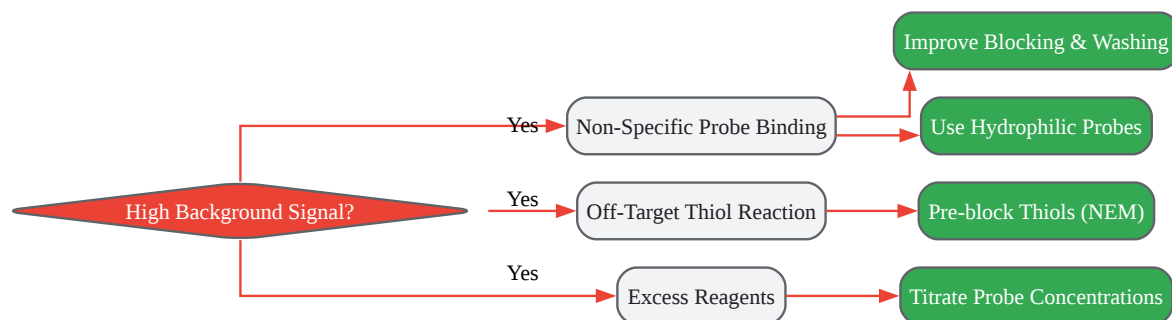 Improve Blocking & Washing
Yes
Non-Specific Probe Binding
Use Hydrophilic Probes
High Background Signal?
Yes
Off-Target Thiol Reaction
Pre-block Thiols (NEM)
Yes
Excess Reagents
Titrate Probe Concentrations